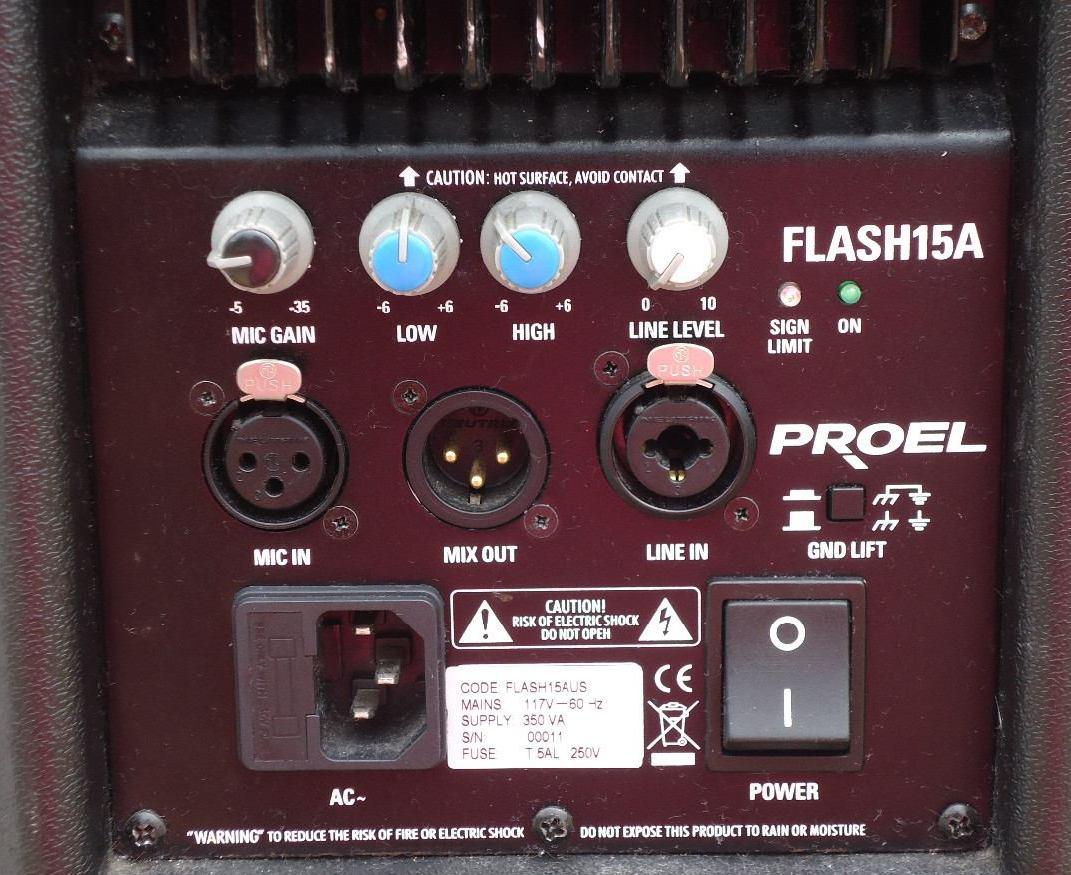 CAUTION: HOT SURFACE, AVOID CONTACT
FLASH15A
-5 -35
-6 +6
-6 +6
0 10
MIC GAIN
LOW
HIGH
LINE LEVEL
SIGN
LIMIT
ON
PUSH
PUSH
NEUTRIK
NEUTRIK
3
PROEL
GND LIFT
MIC IN
MIX OUT
LINE IN
CAUTION!
RISK OF ELECTRIC SHOCK
DO NOT OPEH
CODE FLASH15AUS
MAINS 117V—60 Hz
SUPPLY 350 VA
S/N: 00011
FUSE T 5AL 250V
CE
O
I
AC~
POWER
"WARNING" TO REDUCE THE RISK OF FIRE OR ELECTRIC SHOCK DO NOT EXPOSE THIS PRODUCT TO RAIN OR MOISTURE